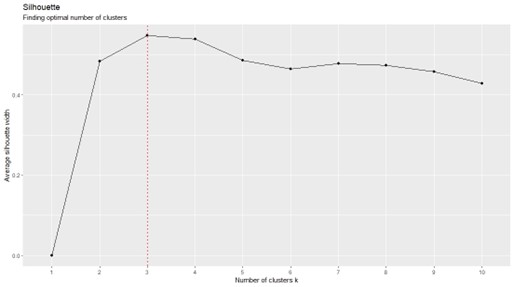 Silhouette
Finding optimal number of clusters
Average silhouette width
0.4
0.2
0.0
1 2 3 4 5 6 7 8 9 10
Number of clusters k